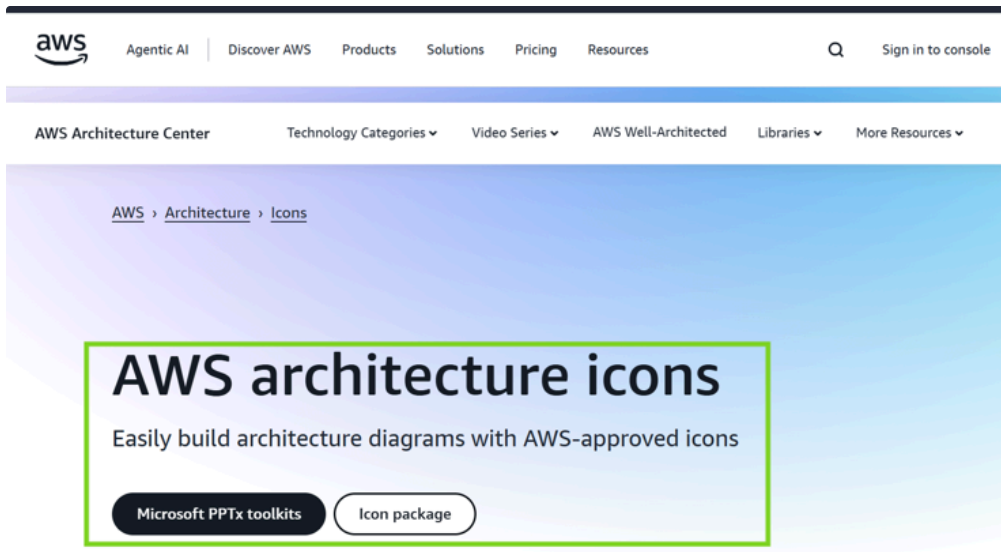 aws Agentic AI Discover AWS Products Solutions Pricing Resources Sign in to console
AWS Architecture Center Technology Categories Video Series AWS Well-Architected Libraries More Resources
AWS › Architecture › Icons
AWS architecture icons
Easily build architecture diagrams with AWS-approved icons
Microsoft PPTx toolkits Icon package